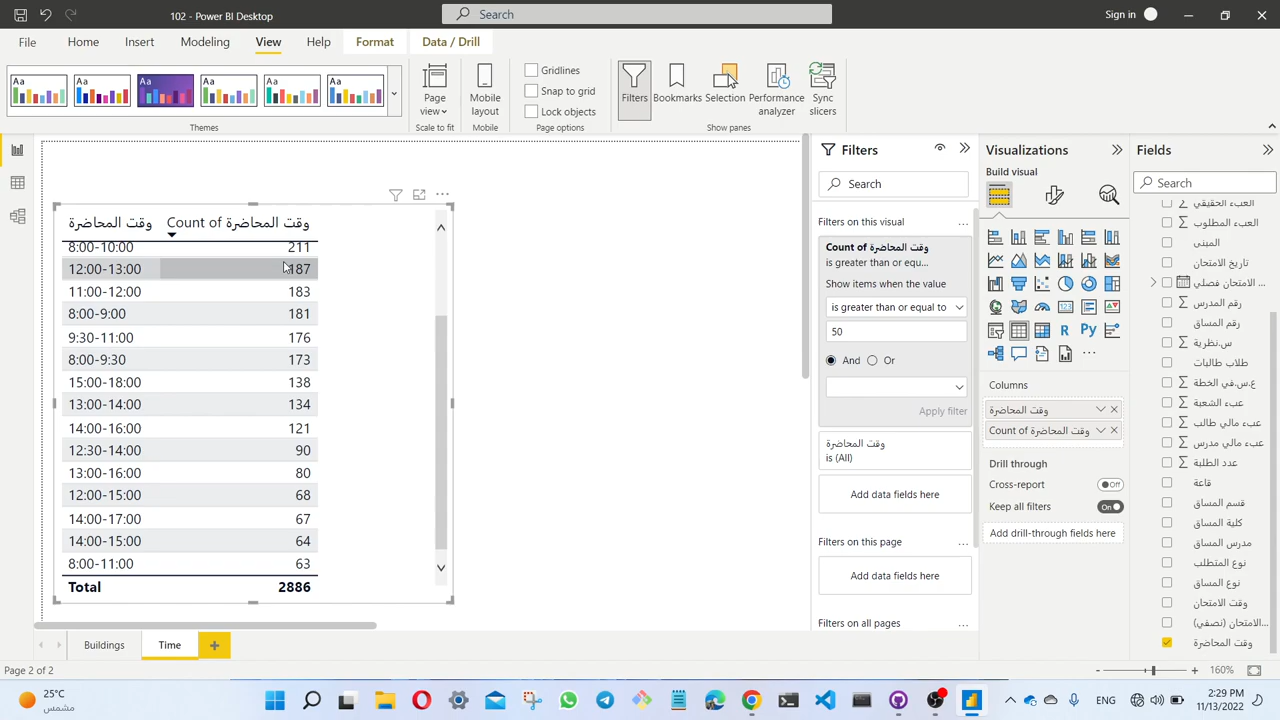 102 - Power BI Desktop
Search
Sign in
File Home Insert Modeling View Help Format Data / Drill
Aa Aa Aa Aa Aa Aa
Themes
Page view
Scale to fit
Mobile layout
Mobile
Gridlines
Snap to grid
Lock objects
Page options
Filters
Bookmarks
Selection
Performance analyzer
Sync slicers
Show panes
وقت المحاضرة Count of وقت المحاضرة
8:00-10:00 211
12:00-13:00 187
11:00-12:00 183
8:00-9:00 181
9:30-11:00 176
8:00-9:30 173
15:00-18:00 138
13:00-14:00 134
14:00-16:00 121
12:30-14:00 90
13:00-16:00 80
12:00-15:00 68
14:00-17:00 67
14:00-15:00 64
8:00-11:00 63
Total 2886
Filters
Search
Filters on this visual ...
Count of وقت المحاضرة
is greater than or equ...
Show items when the value
is greater than or equal to
50
And Or
Apply filter
وقت المحاضرة
is (All)
Add data fields here
Filters on this page ...
Add data fields here
Filters on all pages ...
Visualizations
Build visual
R Py
...
Columns
وقت المحاضرة
Count of وقت المحاضرة
Drill through
Cross-report Off
Keep all filters On
Add drill-through fields here
Fields
Search
العبء الحقيقي
العبء المطلوب
المبنى
تاريخ الامتحان
الامتحان فصلي ...
رقم المدرس
رقم المساق
س.نظرية
طلاب طالبات
ع.س.في الخطة
عبء الشعبة
عبء مالي طالب
عبء مالي مدرس
عدد الطلبة
قاعة
قسم المساق
كلية المساق
مدرس المساق
نوع المتطلب
نوع المساق
وقت الامتحان
الامتحان (نصفي)...
وقت المحاضرة
Buildings Time
Page 2 of 2
160%
25°C
مشمس
ENG
2:29 PM
11/13/2022